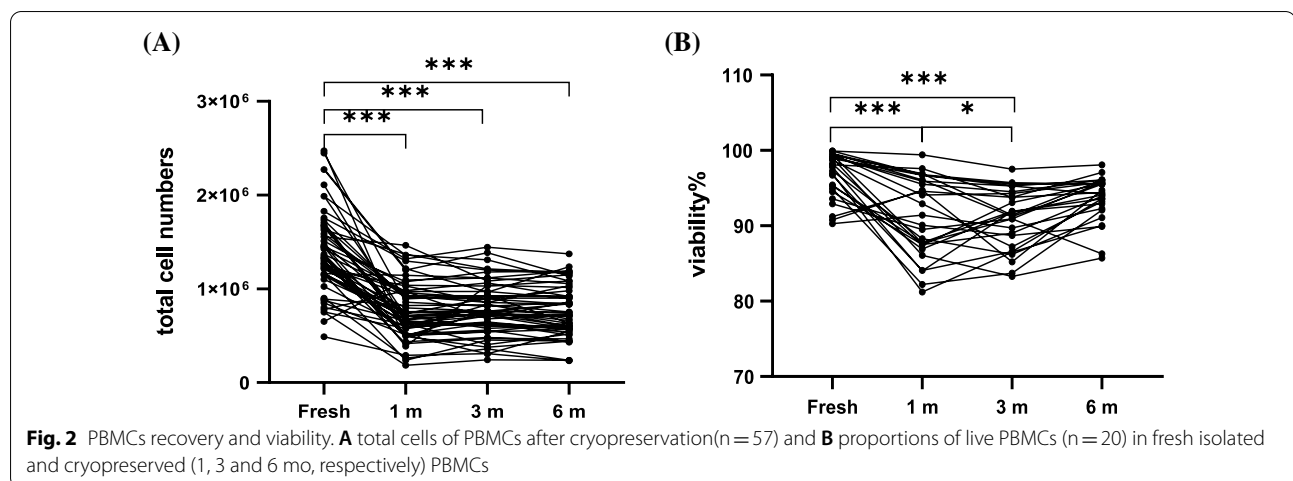 (A)
(B)
***
***
***
total cell numbers
3×10⁶
2×10⁶
1×10⁶
0
Fresh
1 m
3 m
6 m
***
***
*
viability%
110
100
90
80
70
Fresh
1 m
3 m
6 m
Fig. 2 PBMCs recovery and viability. A total cells of PBMCs after cryopreservation(n = 57) and B proportions of live PBMCs (n = 20) in fresh isolated
and cryopreserved (1, 3 and 6 mo, respectively) PBMCs